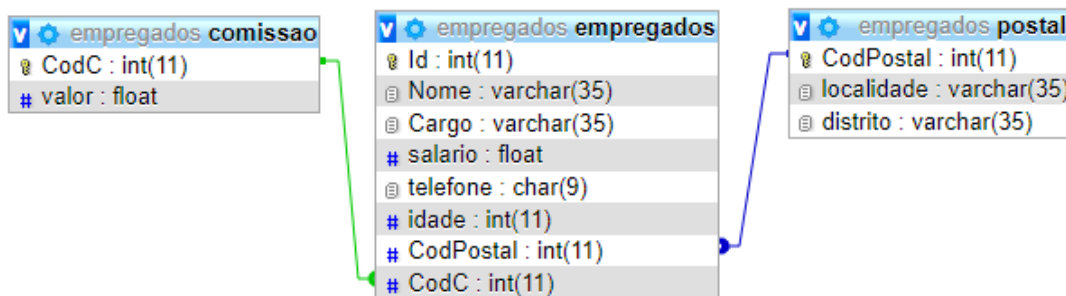 empregados comissao
CodC : int(11)
valor : float
empregados empregados
Id : int(11)
Nome : varchar(35)
Cargo : varchar(35)
salario : float
telefone : char(9)
idade : int(11)
CodPostal : int(11)
CodC : int(11)
empregados postal
CodPostal : int(11)
localidade : varchar(35)
distrito : varchar(35)